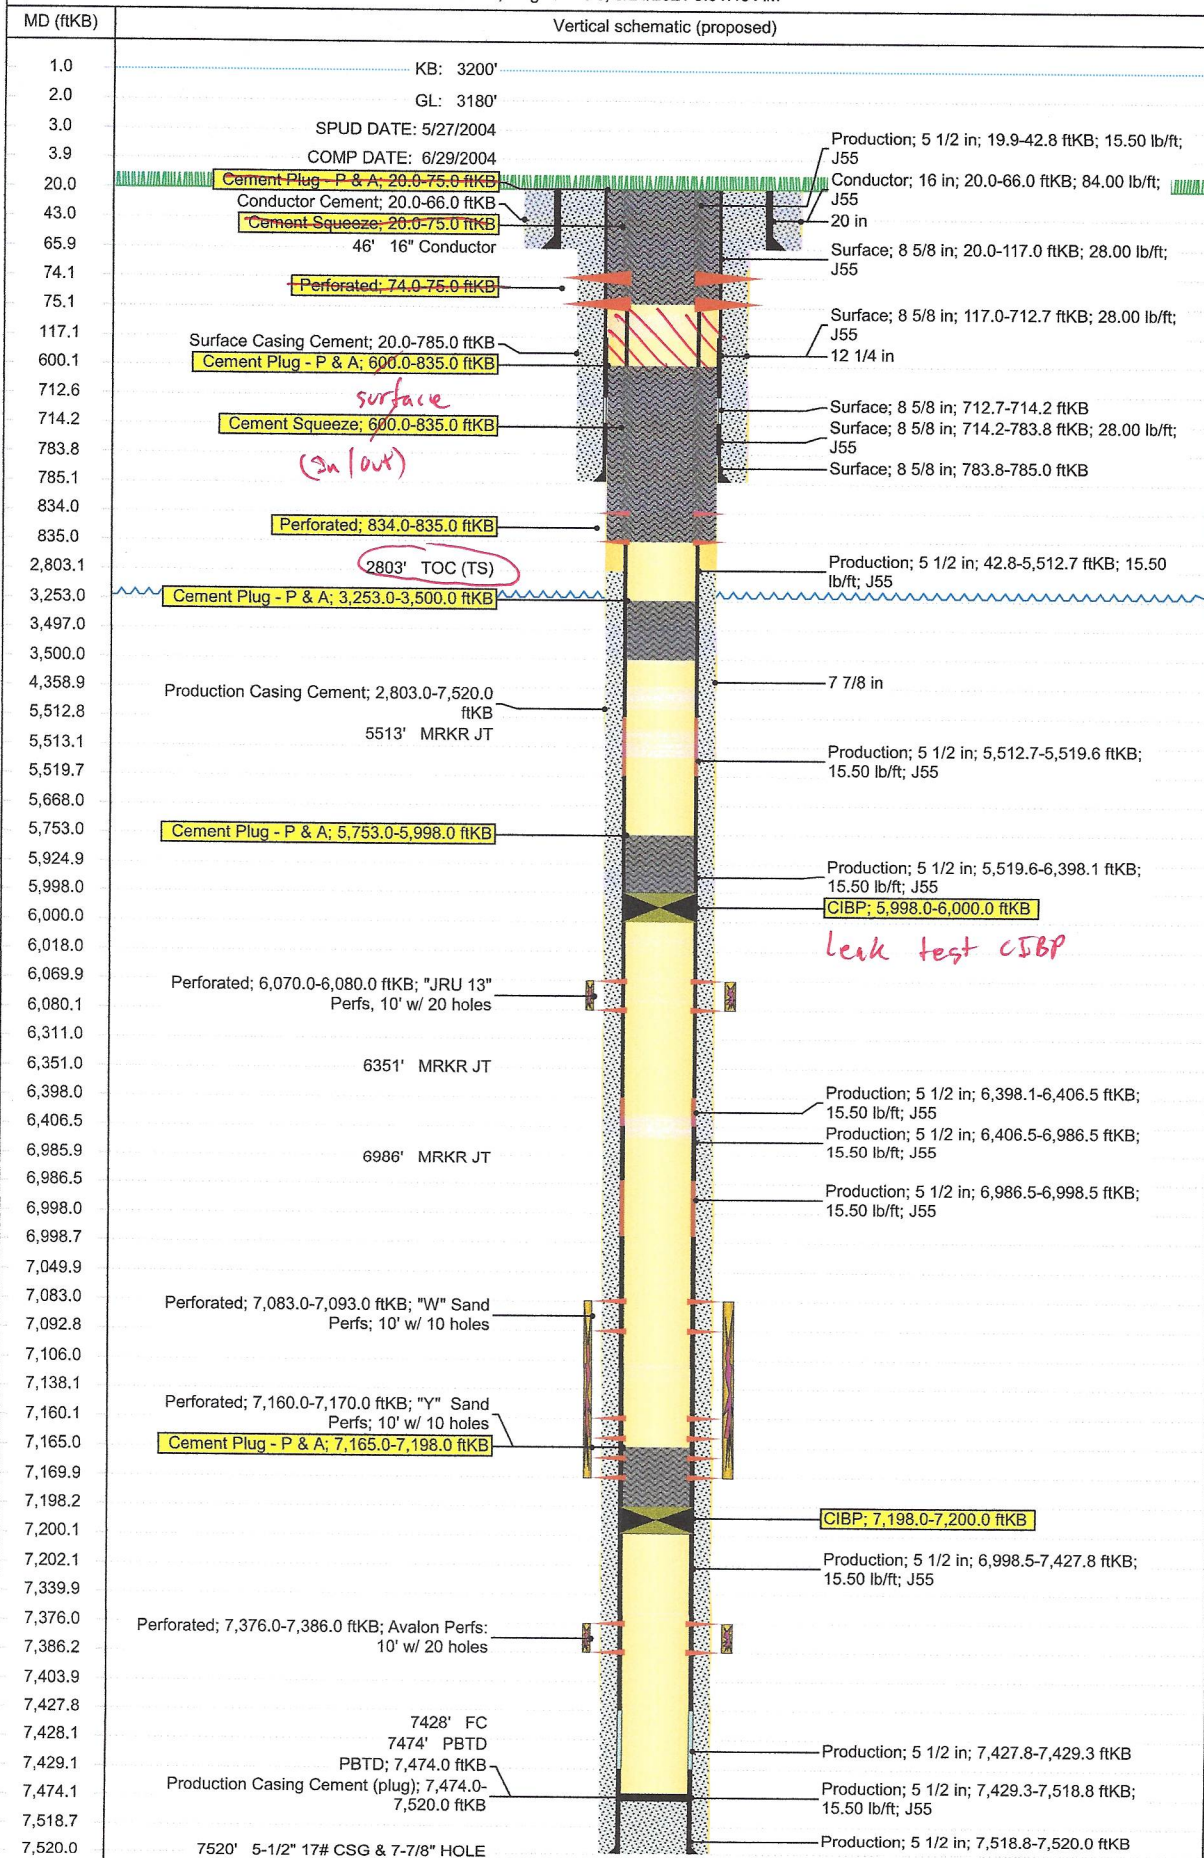 MD (ftKB)
Vertical schematic (proposed)
1.0
2.0
3.0
3.9
20.0
43.0
65.9
74.1
75.1
117.1
600.1
712.6
714.2
783.8
785.1
834.0
835.0
2,803.1
3,253.0
3,497.0
3,500.0
4,358.9
5,512.8
5,513.1
5,519.7
5,668.0
5,753.0
5,924.9
5,998.0
6,000.0
6,018.0
6,069.9
6,080.1
6,311.0
6,351.0
6,398.0
6,406.5
6,985.9
6,986.5
6,998.0
6,998.7
7,049.9
7,083.0
7,092.8
7,106.0
7,138.1
7,160.1
7,165.0
7,169.9
7,198.2
7,200.1
7,202.1
7,339.9
7,376.0
7,386.2
7,403.9
7,427.8
7,428.1
7,429.1
7,474.1
7,518.7
7,520.0
KB: 3200'
GL: 3180'
SPUD DATE: 5/27/2004
COMP DATE: 6/29/2004
Cement Plug - P & A; 20.0-75.0 ftKB
Conductor Cement; 20.0-66.0 ftKB
Cement Squeeze; 20.0-75.0 ftKB
46' 16" Conductor
Perforated; 74.0-75.0 ftKB
Surface Casing Cement; 20.0-785.0 ftKB
Cement Plug - P & A; 600.0-835.0 ftKB
surface
Cement Squeeze; 600.0-835.0 ftKB
(In/out)
Perforated; 834.0-835.0 ftKB
2803' TOC (TS)
Cement Plug - P & A; 3,253.0-3,500.0 ftKB
Production Casing Cement; 2,803.0-7,520.0
ftKB
5513' MRKR JT
Cement Plug - P & A; 5,753.0-5,998.0 ftKB
Perforated; 6,070.0-6,080.0 ftKB; "JRU 13"
Perfs, 10' w/ 20 holes
6351' MRKR JT
6986' MRKR JT
Perforated; 7,083.0-7,093.0 ftKB; "W" Sand
Perfs; 10' w/ 10 holes
Perforated; 7,160.0-7,170.0 ftKB; "Y" Sand
Perfs; 10' w/ 10 holes
Cement Plug - P & A; 7,165.0-7,198.0 ftKB
Perforated; 7,376.0-7,386.0 ftKB; Avalon Perfs:
10' w/ 20 holes
7428' FC
7474' PBTD
PBTD; 7,474.0 ftKB
Production Casing Cement (plug); 7,474.0-
7,520.0 ftKB
7520' 5-1/2" 17# CSG & 7-7/8" HOLE
Production; 5 1/2 in; 19.9-42.8 ftKB; 15.50 lb/ft;
J55
Conductor; 16 in; 20.0-66.0 ftKB; 84.00 lb/ft;
J55
20 in
Surface; 8 5/8 in; 20.0-117.0 ftKB; 28.00 lb/ft;
J55
Surface; 8 5/8 in; 117.0-712.7 ftKB; 28.00 lb/ft;
J55
12 1/4 in
Surface; 8 5/8 in; 712.7-714.2 ftKB
Surface; 8 5/8 in; 714.2-783.8 ftKB; 28.00 lb/ft;
J55
Surface; 8 5/8 in; 783.8-785.0 ftKB
Production; 5 1/2 in; 42.8-5,512.7 ftKB; 15.50
lb/ft; J55
7 7/8 in
Production; 5 1/2 in; 5,512.7-5,519.6 ftKB;
15.50 lb/ft; J55
Production; 5 1/2 in; 5,519.6-6,398.1 ftKB;
15.50 lb/ft; J55
CIBP; 5,998.0-6,000.0 ftKB
leak test CIBP
Production; 5 1/2 in; 6,398.1-6,406.5 ftKB;
15.50 lb/ft; J55
Production; 5 1/2 in; 6,406.5-6,986.5 ftKB;
15.50 lb/ft; J55
Production; 5 1/2 in; 6,986.5-6,998.5 ftKB;
15.50 lb/ft; J55
CIBP; 7,198.0-7,200.0 ftKB
Production; 5 1/2 in; 6,998.5-7,427.8 ftKB;
15.50 lb/ft; J55
Production; 5 1/2 in; 7,427.8-7,429.3 ftKB
Production; 5 1/2 in; 7,429.3-7,518.8 ftKB;
15.50 lb/ft; J55
Production; 5 1/2 in; 7,518.8-7,520.0 ftKB